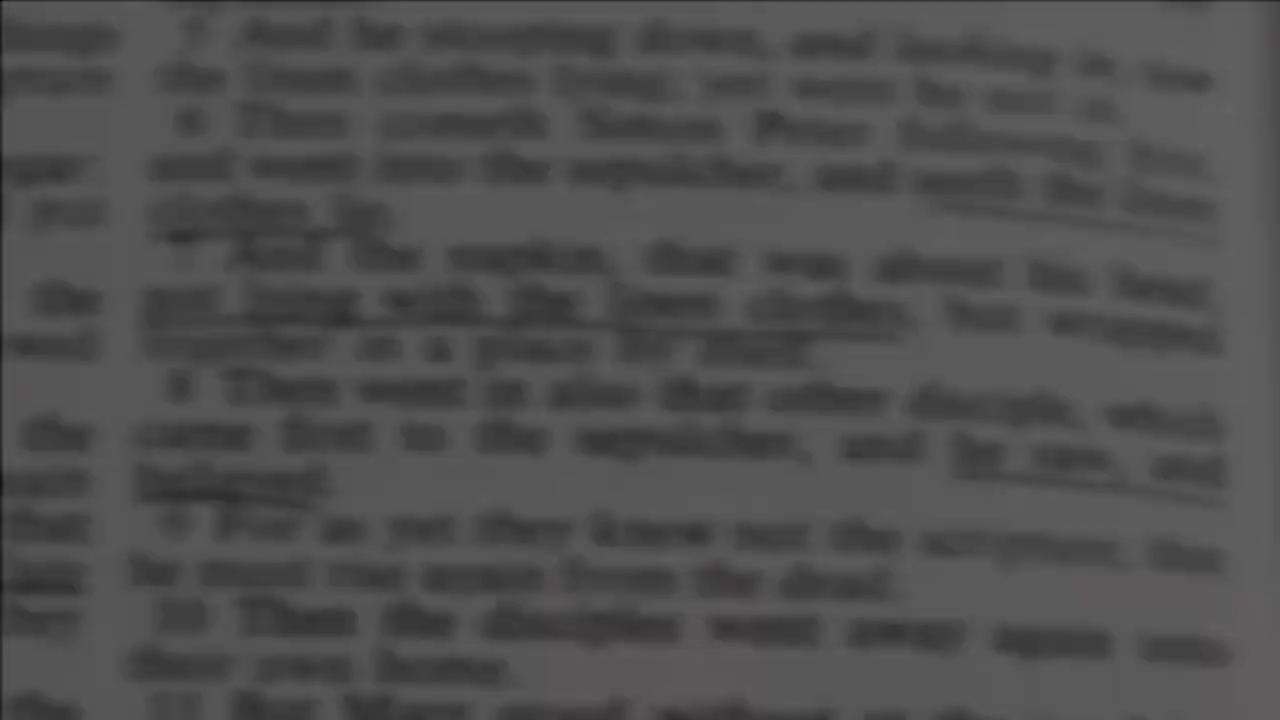 And he stooping down, and looking in, saw
the linen clothes lying; yet went he not in.
6 Then cometh Simon Peter following him,
and went into the sepulchre, and seeth the linen
clothes lie,
And the napkin, that was about his head,
not lying with the linen clothes, but wrapped
together in a place by itself.
8 Then went in also that other disciple, which
the came first to the sepulchre, and he saw, and
believed.
that 9 For as yet they knew not the scripture, that
he must rise again from the dead.
10 Then the disciples went away again unto
their own home.
the 11 But Mary stood without